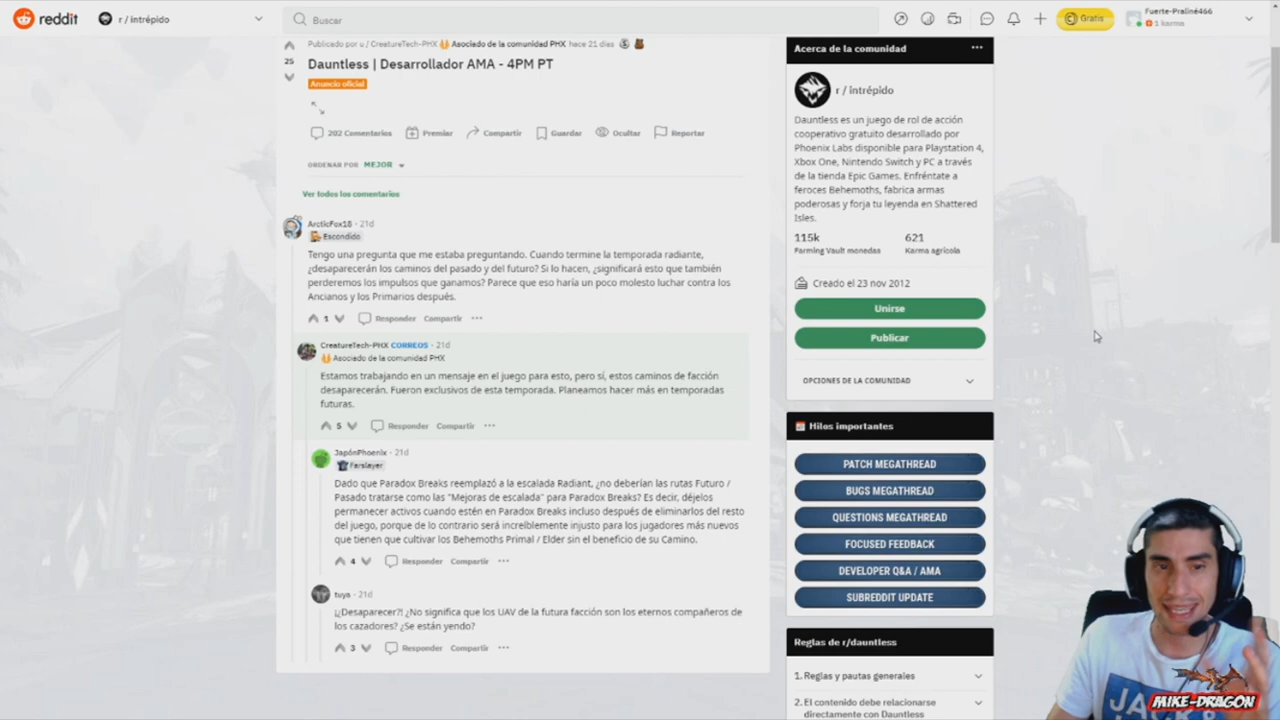 reddit
r / intrépido
Buscar
Gratis
Fuerte-Praliné466
1 karma
Publicado por u / CreatureTech-PHX Asociado de la comunidad PHX hace 21 días
25
Dauntless | Desarrollador AMA - 4PM PT
Anuncio oficial
202 Comentarios Premiar Compartir Guardar Ocultar Reportar
ORDENAR POR MEJOR
Ver todos los comentarios
ArcticFox18 · 21d
Escondido
Tengo una pregunta que me estaba preguntando. Cuando termine la temporada radiante,
¿desaparecerán los caminos del pasado y del futuro? Si lo hacen, ¿significará esto que también
perderemos los impulsos que ganamos? Parece que eso haría un poco molesto luchar contra los
Ancianos y los Primarios después.
1 Responder Compartir
CreatureTech-PHX CORREOS · 21d
Asociado de la comunidad PHX
Estamos trabajando en un mensaje en el juego para esto, pero sí, estos caminos de facción
desaparecerán. Fueron exclusivos de esta temporada. Planeamos hacer más en temporadas
futuras.
5 Responder Compartir
JapónPhoenix · 21d
Farslayer
Dado que Paradox Breaks reemplazó a la escalada Radiant, ¿no deberían las rutas Futuro /
Pasado tratarse como las "Mejoras de escalada" para Paradox Breaks? Es decir, déjelos
permanecer activos cuando estén en Paradox Breaks incluso después de eliminarlos del resto
del juego, porque de lo contrario será increíblemente injusto para los jugadores más nuevos
que tienen que cultivar los Behemoths Primal / Elder sin el beneficio de su Camino.
4 Responder Compartir
tuya · 21d
¡¿Desaparecer?! ¿No significa que los UAV de la futura facción son los eternos compañeros de
los cazadores? ¿Se están yendo?
3 Responder Compartir
Acerca de la comunidad
r / intrépido
Dauntless es un juego de rol de acción
cooperativo gratuito desarrollado por
Phoenix Labs disponible para Playstation 4,
Xbox One, Nintendo Switch y PC a través
de la tienda Epic Games. Enfréntate a
feroces Behemoths, fabrica armas
poderosas y forja tu leyenda en Shattered
Isles.
115k 621
Farming Vault monedas Karma agrícola
Creado el 23 nov 2012
Unirse
Publicar
OPCIONES DE LA COMUNIDAD
Hilos importantes
PATCH MEGATHREAD
BUGS MEGATHREAD
QUESTIONS MEGATHREAD
FOCUSED FEEDBACK
DEVELOPER Q&A / AMA
SUBREDDIT UPDATE
Reglas de r/dauntless
1. Reglas y pautas generales
2. El contenido debe relacionarse
directamente con Dauntless
MIKE-DRAGON